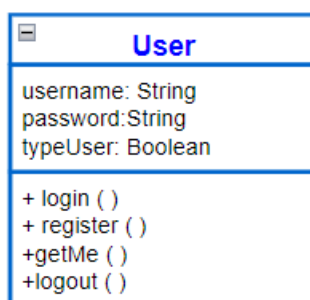 User
username: String
password:String
typeUser: Boolean
+ login ( )
+ register ( )
+getMe ( )
+logout ( )